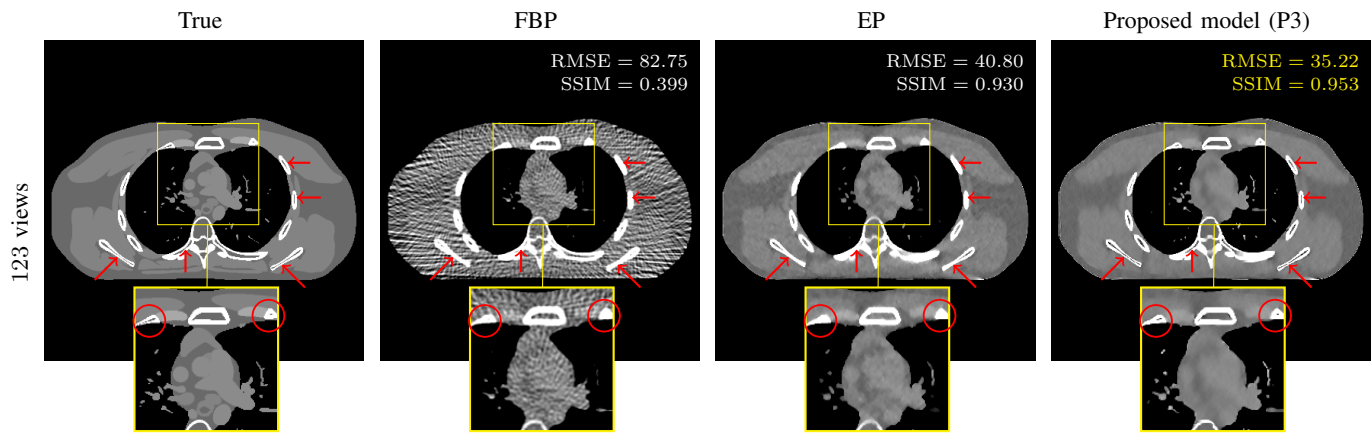 True
FBP
EP
Proposed model (P3)
RMSE = 82.75
SSIM = 0.399
RMSE = 40.80
SSIM = 0.930
RMSE = 35.22
SSIM = 0.953
123 views